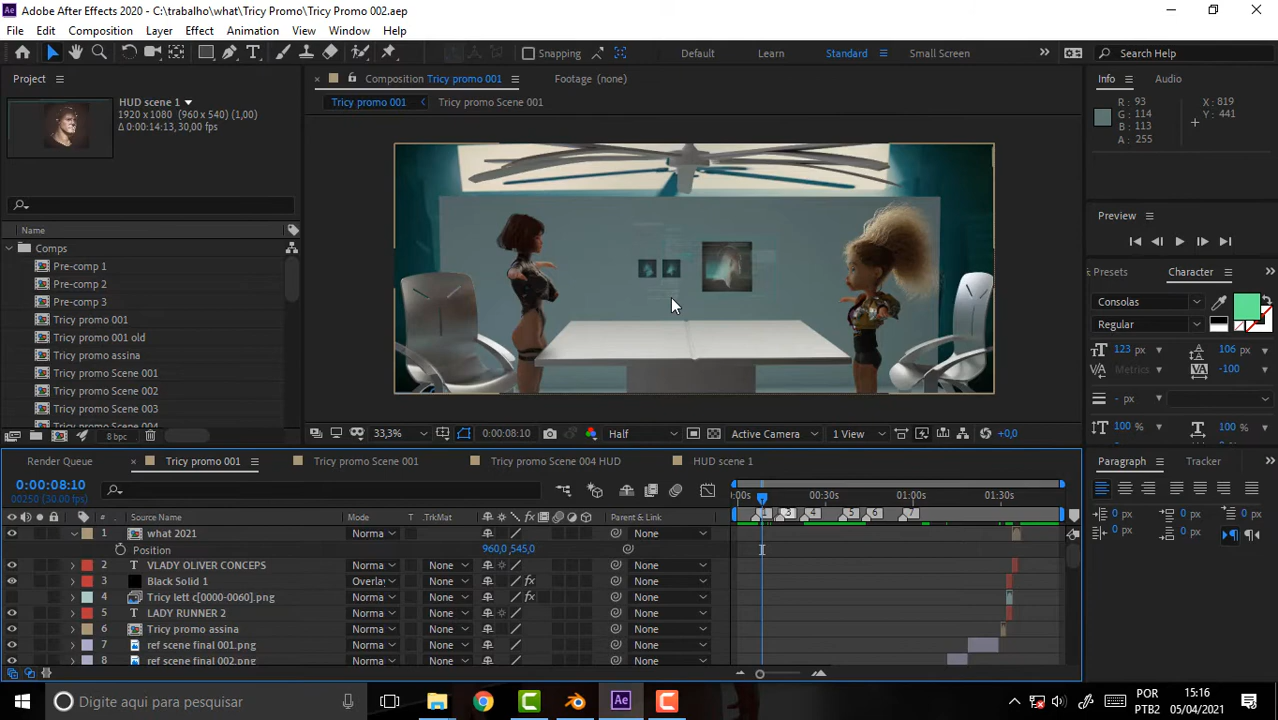 Adobe After Effects 2020 - C:\trabalho\what\Tricy Promo\Tricy Promo 002.aep
File Edit Composition Layer Effect Animation View Window Help
Snapping Default Learn Standard Small Screen Search Help
Project Composition Tricy promo 001 Footage (none) Info Audio
HUD scene 1
1920 x 1080 (960 x 540) (1,00)
Δ 0:00:14:13, 30,00 fps
Tricy promo 001 Tricy promo Scene 001
R : 93 X : 819
G : 114 Y : 441
B : 113
A : 255
Name
Comps
Pre-comp 1
Pre-comp 2
Pre-comp 3
Tricy promo 001
Tricy promo 001 old
Tricy promo assina
Tricy promo Scene 001
Tricy promo Scene 002
Tricy promo Scene 003
Tricy promo Scene 004
8 bpc
Preview
Presets Character
Consolas
Regular
123 px 106 px
Metrics -100
- px
100 % 100 %
33,3% 0:00:08:10 Half Active Camera 1 View +0,0
Render Queue Tricy promo 001 Tricy promo Scene 001 Tricy promo Scene 004 HUD HUD scene 1
Paragraph Tracker
0:00:08:10
00250 (30.00 fps)
:00s 00:30s 01:00s 01:30s
1 3 4 5 6 7
# Source Name Mode T .TrkMat Parent & Link
1 what 2021 Norma None
Position 960,0,545,0
2 VLADY OLIVER CONCEPS Norma None None
3 Black Solid 1 Overla None None
4 Tricy lett c[0000-0060].png Norma None None
5 LADY RUNNER 2 Norma None None
6 Tricy promo assina Norma None None
7 ref scene final 001.png Norma None None
8 ref scene final 002.png Norma None None
0 px 0 px
0 px
0 px 0 px
Digite aqui para pesquisar
POR
PTB2
15:16
05/04/2021